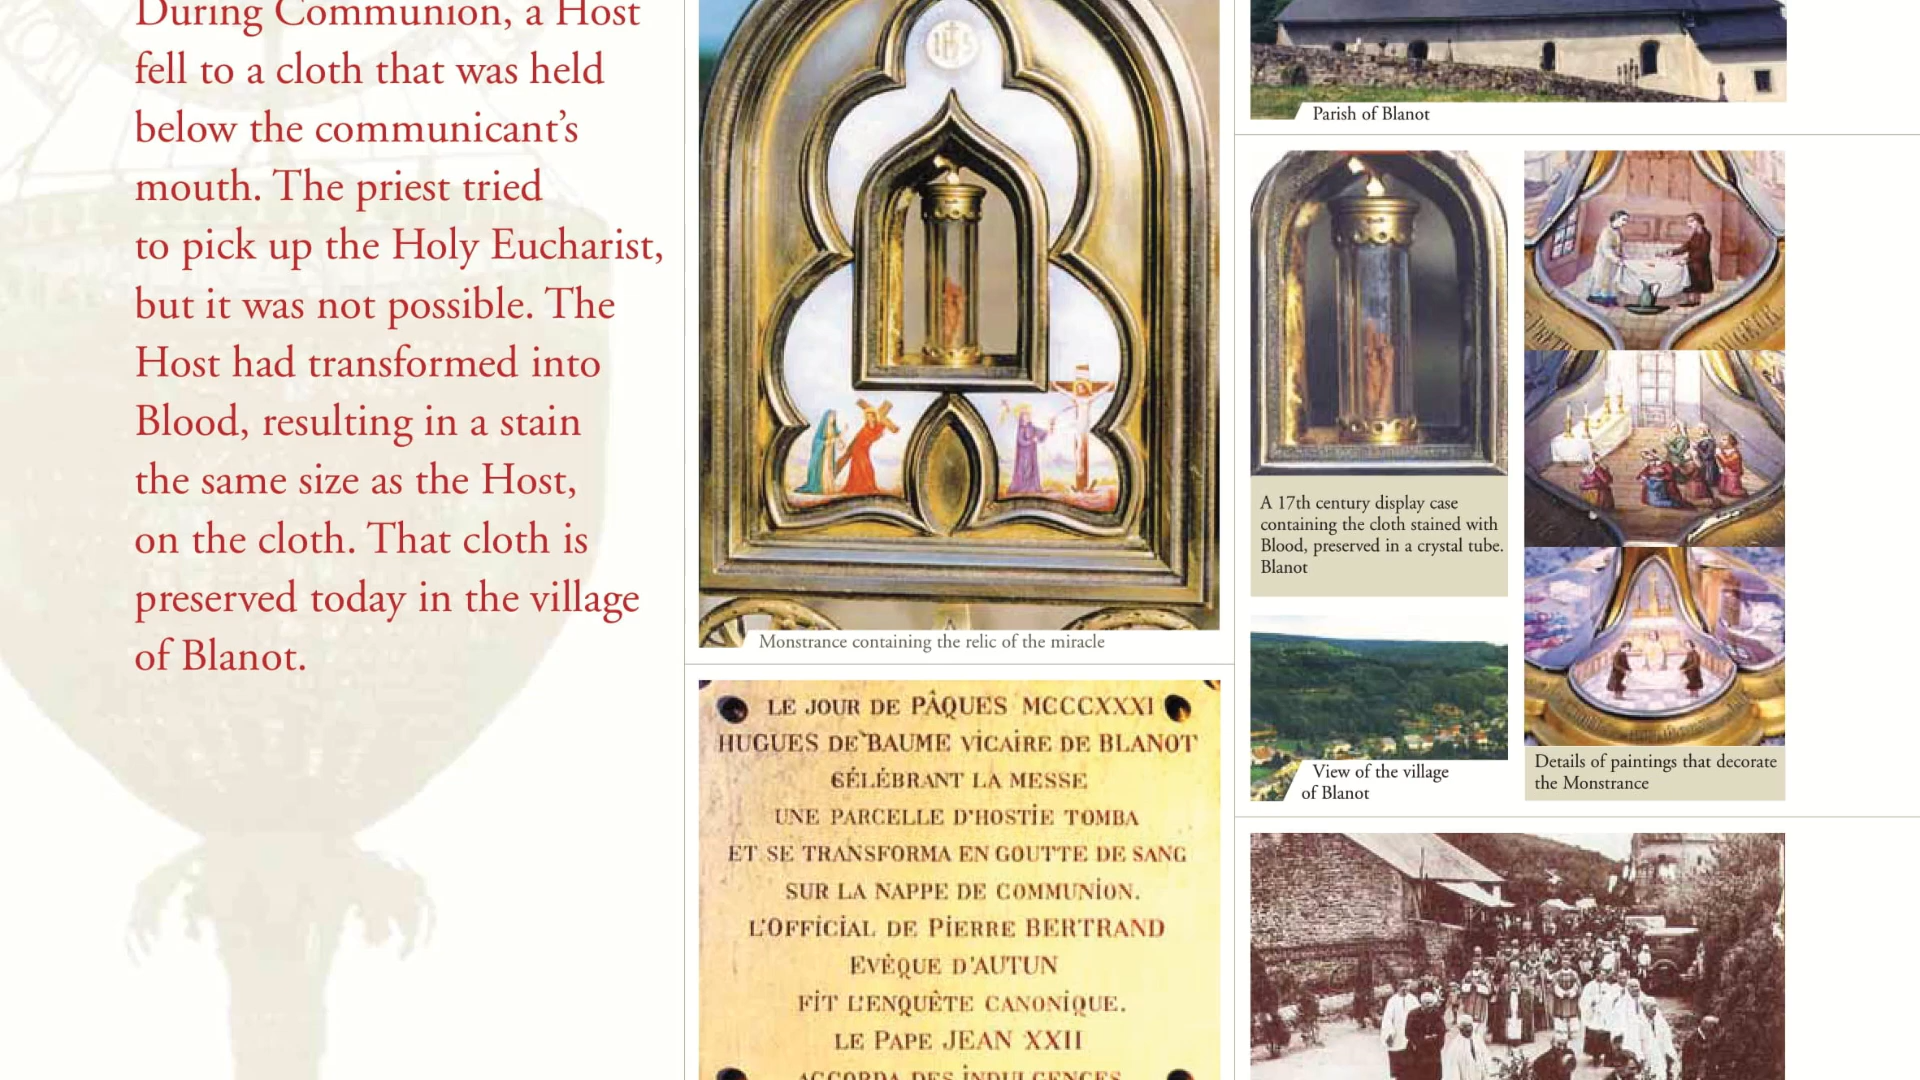 During Communion, a Host
fell to a cloth that was held
below the communicant’s
mouth. The priest tried
to pick up the Holy Eucharist,
but it was not possible. The
Host had transformed into
Blood, resulting in a stain
the same size as the Host,
on the cloth. That cloth is
preserved today in the village
of Blanot.
IHS
Monstrance containing the relic of the miracle
LE JOUR DE PÂQUES MCCCXXXI
HUGUES DE BAUME VICAIRE DE BLANOT
CÉLÉBRANT LA MESSE
UNE PARCELLE D'HOSTIE TOMBA
ET SE TRANSFORMA EN GOUTTE DE SANG
SUR LA NAPPE DE COMMUNION.
L'OFFICIAL DE PIERRE BERTRAND
EVÊQUE D'AUTUN
FIT L'ENQUÊTE CANONIQUE.
LE PAPE JEAN XXII
ACCORDA DES INDULGENCES
Parish of Blanot
A 17th century display case
containing the cloth stained with
Blood, preserved in a crystal tube.
Blanot
View of the village
of Blanot
Details of paintings that decorate
the Monstrance